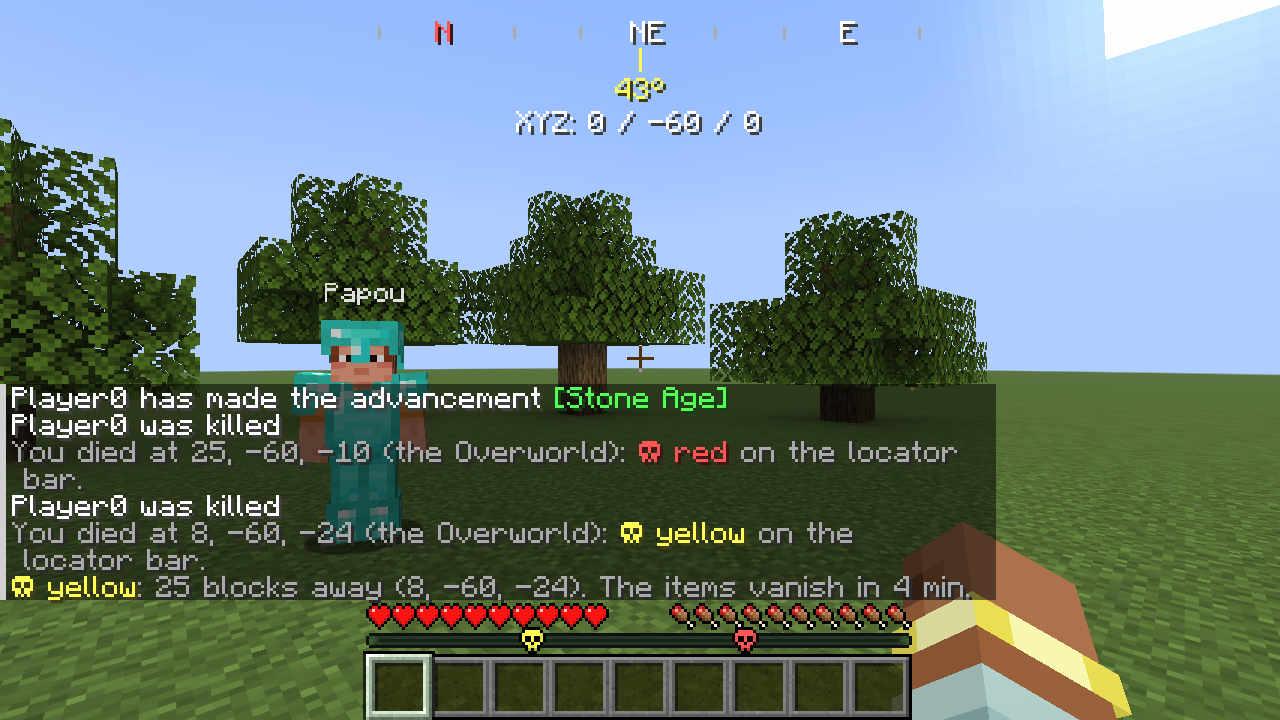 N NE E
43º
XYZ: 0 / -60 / 0
Papou
Player0 has made the advancement [Stone Age]
Player0 was killed
You died at 25, -60, -10 (the Overworld): red on the locator
bar.
Player0 was killed
You died at 8, -60, -24 (the Overworld): yellow on the
locator bar.
yellow: 25 blocks away (8, -60, -24). The items vanish in 4 min.